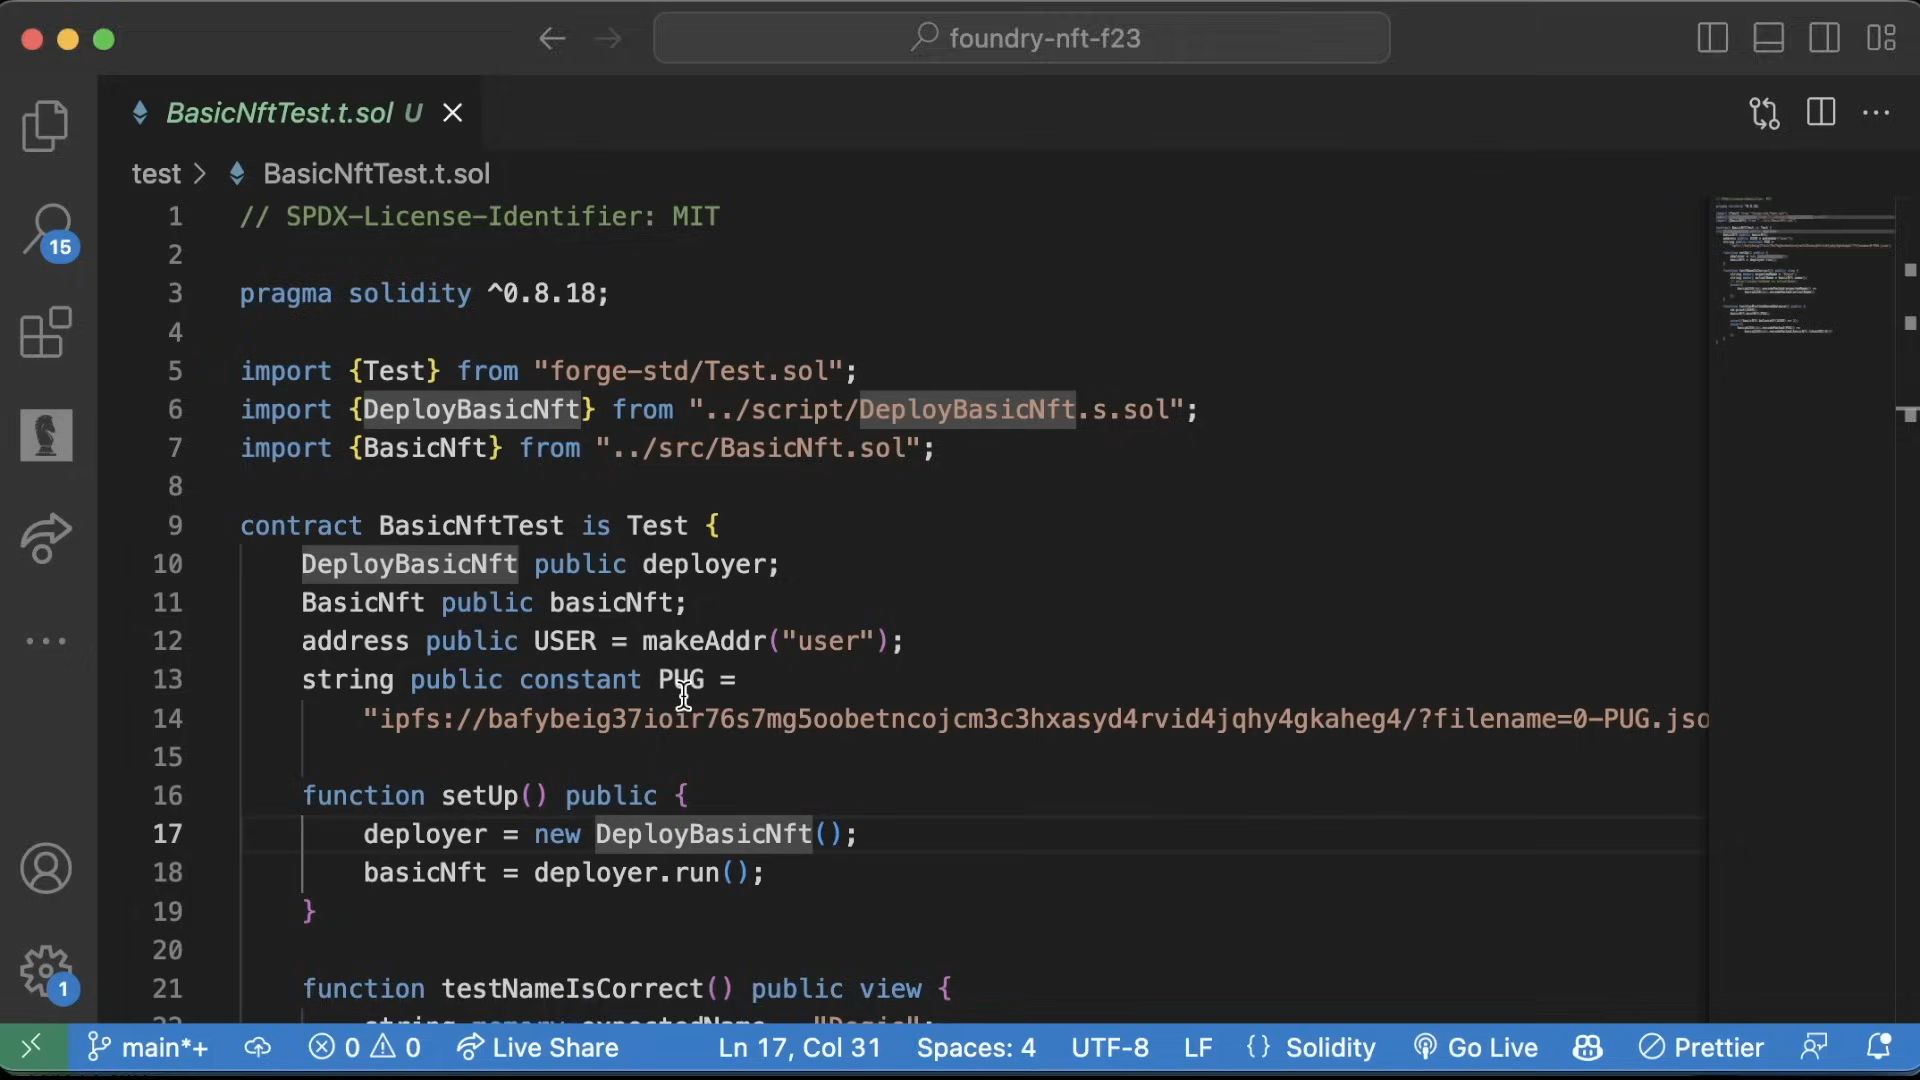 foundry-nft-f23
BasicNftTest.t.sol U
test > BasicNftTest.t.sol
15
1 // SPDX-License-Identifier: MIT
2
3 pragma solidity ^0.8.18;
4
5 import {Test} from "forge-std/Test.sol";
6 import {DeployBasicNft} from "../script/DeployBasicNft.s.sol";
7 import {BasicNft} from "../src/BasicNft.sol";
8
9 contract BasicNftTest is Test {
10 DeployBasicNft public deployer;
11 BasicNft public basicNft;
12 address public USER = makeAddr("user");
13 string public constant PUG =
14 "ipfs://bafybeig37ioir76s7mg5oobetncojcm3c3hxasyd4rvid4jqhy4gkaheg4/?filename=0-PUG.jso
15
16 function setUp() public {
17 deployer = new DeployBasicNft();
18 basicNft = deployer.run();
19 }
20
21 function testNameIsCorrect() public view {
1
main*+ 0 0 Live Share Ln 17, Col 31 Spaces: 4 UTF-8 LF {} Solidity Go Live Prettier